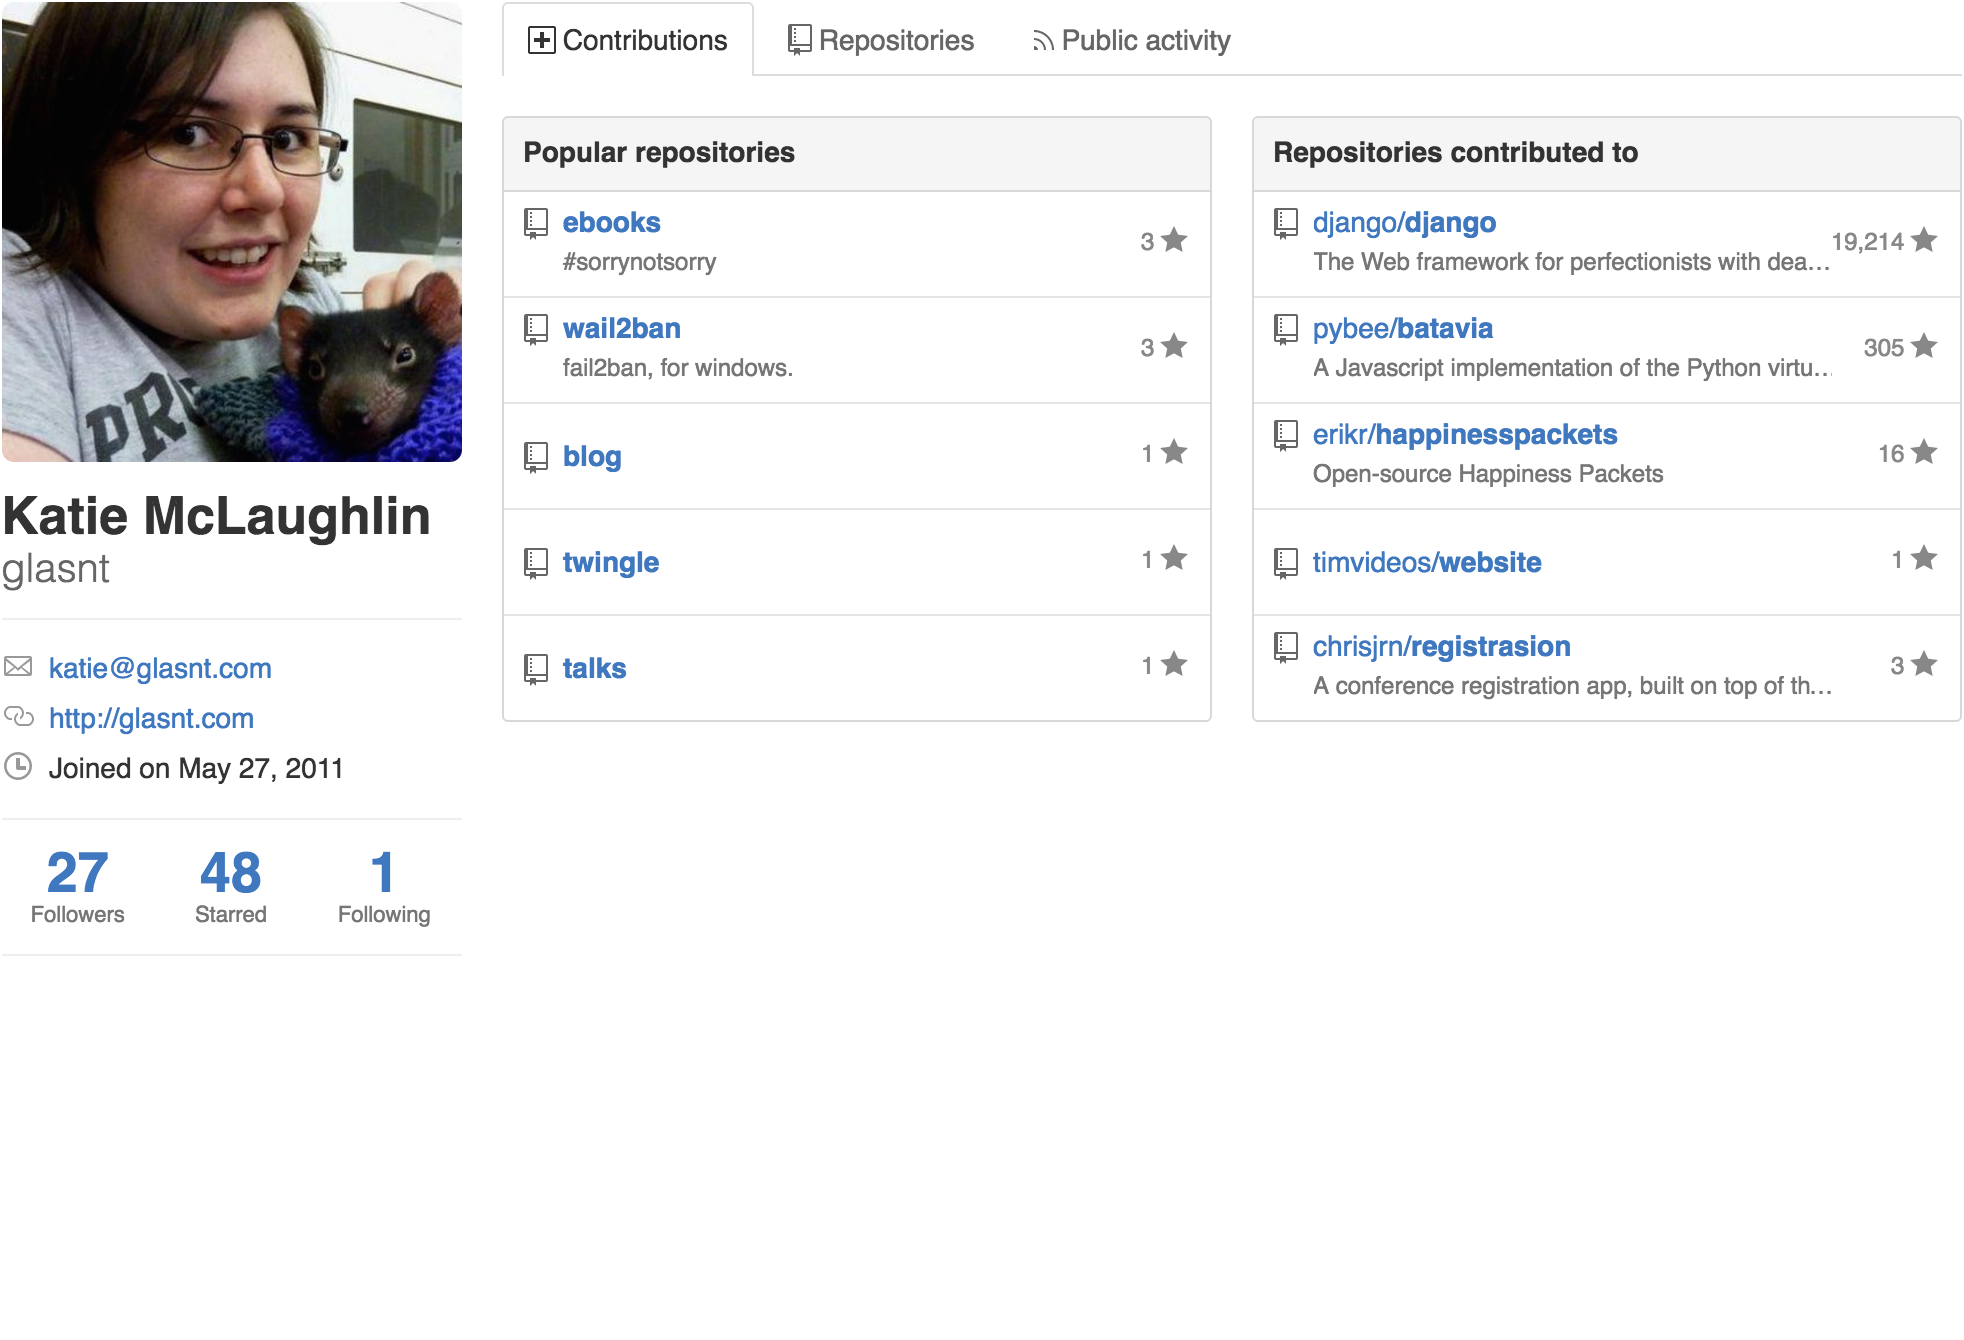 Contributions
Repositories
Public activity
PRO
Katie McLaughlin
glasnt
katie@glasnt.com
http://glasnt.com
Joined on May 27, 2011
27
Followers
48
Starred
1
Following
Popular repositories
ebooks
#sorrynotsorry
3
wail2ban
fail2ban, for windows.
3
blog
1
twingle
1
talks
1
Repositories contributed to
django/django
The Web framework for perfectionists with dea...
19,214
pybee/batavia
A Javascript implementation of the Python virtu...
305
erikr/happinesspackets
Open-source Happiness Packets
16
timvideos/website
1
chrisjrn/registrasion
A conference registration app, built on top of th...
3